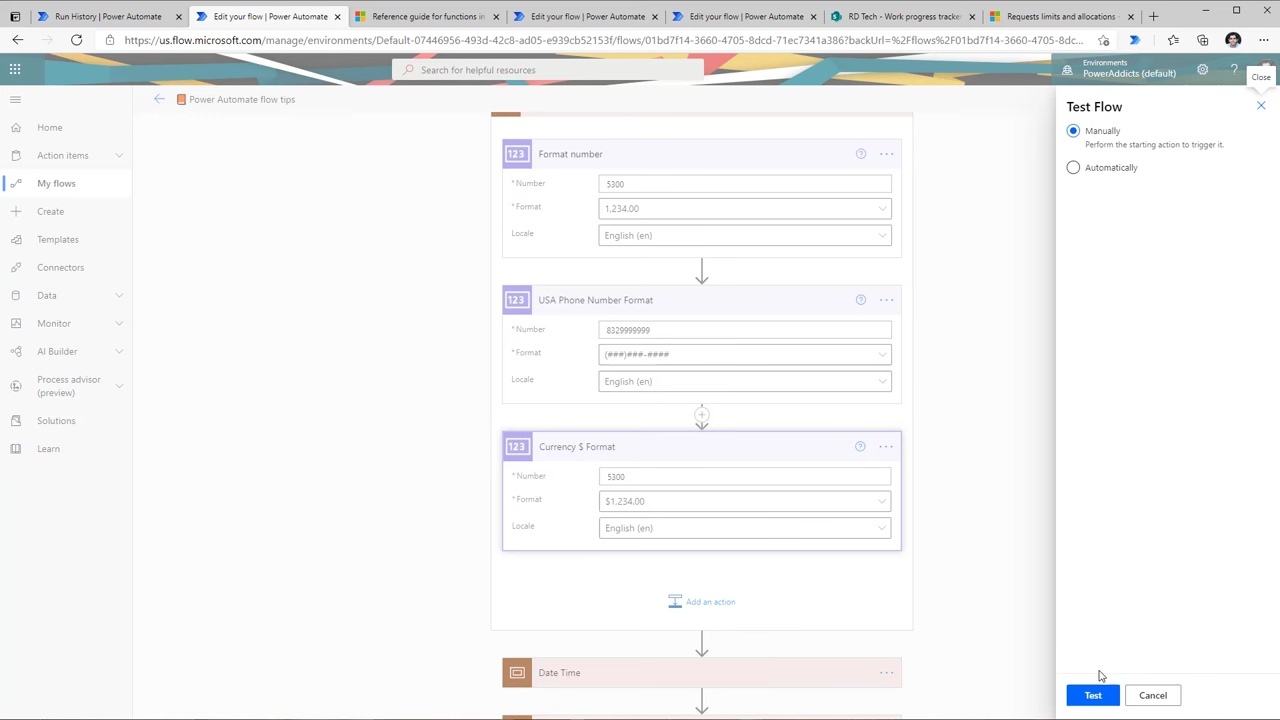 Run History | Power Automate
Edit your flow | Power Automate
Reference guide for functions in
Edit your flow | Power Automate
Edit your flow | Power Automate
RD Tech - Work progress tracker
Requests limits and allocations -
https://us.flow.microsoft.com/manage/environments/Default-07446956-493d-42c8-ad05-e939cb52153f/flows/01bd7f14-3660-4705-8dcd-71ec7341a386?backUrl=%2Fflows%2F01bd7f14-3660-4705-8dc...
Search for helpful resources
Environments
PowerAddicts (default)
Close
Power Automate flow tips
Home
Action items
My flows
Create
Templates
Connectors
Data
Monitor
AI Builder
Process advisor
(preview)
Solutions
Learn
123 Format number
* Number 5300
* Format 1,234.00
Locale English (en)
123 USA Phone Number Format
* Number 8329999999
* Format (###)###-####
Locale English (en)
123 Currency $ Format
* Number 5300
* Format $1,234.00
Locale English (en)
Add an action
Date Time
Test Flow
Manually
Perform the starting action to trigger it.
Automatically
Test Cancel